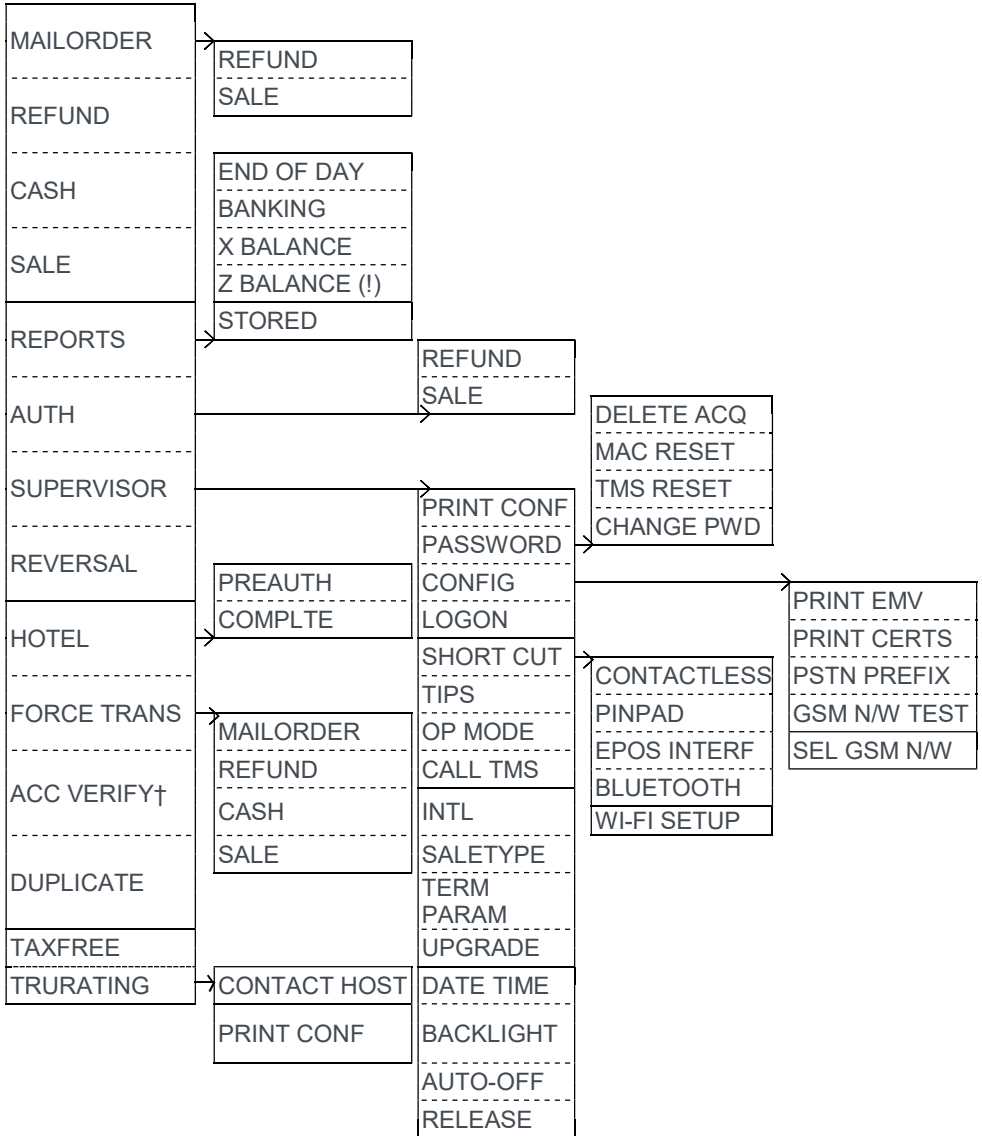 MAILORDER
REFUND
CASH
SALE
REPORTS
AUTH
SUPERVISOR
REVERSAL
HOTEL
FORCE TRANS
ACC VERIFY†
DUPLICATE
TAXFREE
TRURATING
REFUND
SALE
END OF DAY
BANKING
X BALANCE
Z BALANCE (!)
STORED
PREAUTH
COMPLTE
MAILORDER
REFUND
CASH
SALE
CONTACT HOST
PRINT CONF
REFUND
SALE
PRINT CONF
PASSWORD
CONFIG
LOGON
SHORT CUT
TIPS
OP MODE
CALL TMS
INTL
SALETYPE
TERM
PARAM
UPGRADE
DATE TIME
BACKLIGHT
AUTO-OFF
RELEASE
DELETE ACQ
MAC RESET
TMS RESET
CHANGE PWD
CONTACTLESS
PINPAD
EPOS INTERF
BLUETOOTH
WI-FI SETUP
PRINT EMV
PRINT CERTS
PSTN PREFIX
GSM N/W TEST
SEL GSM N/W